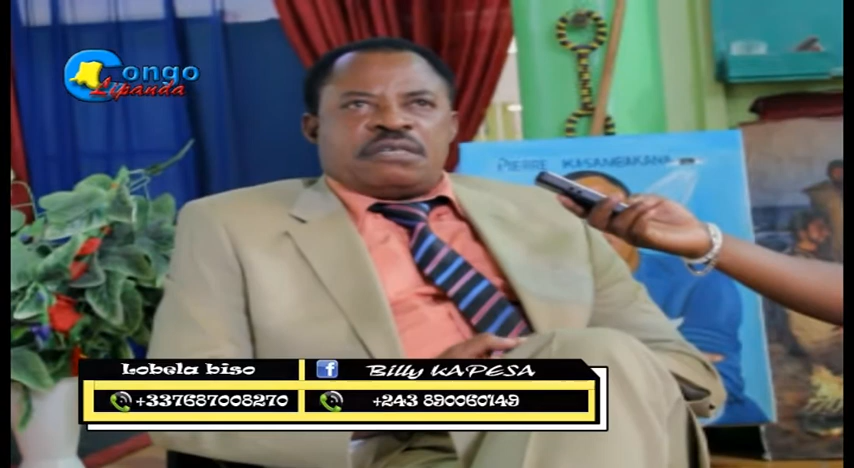 Congo
Lipanda
PIERRE KASAMBAKANA
Lobela biso
f
Billy KAPESA
+337687008270
+243 890060149